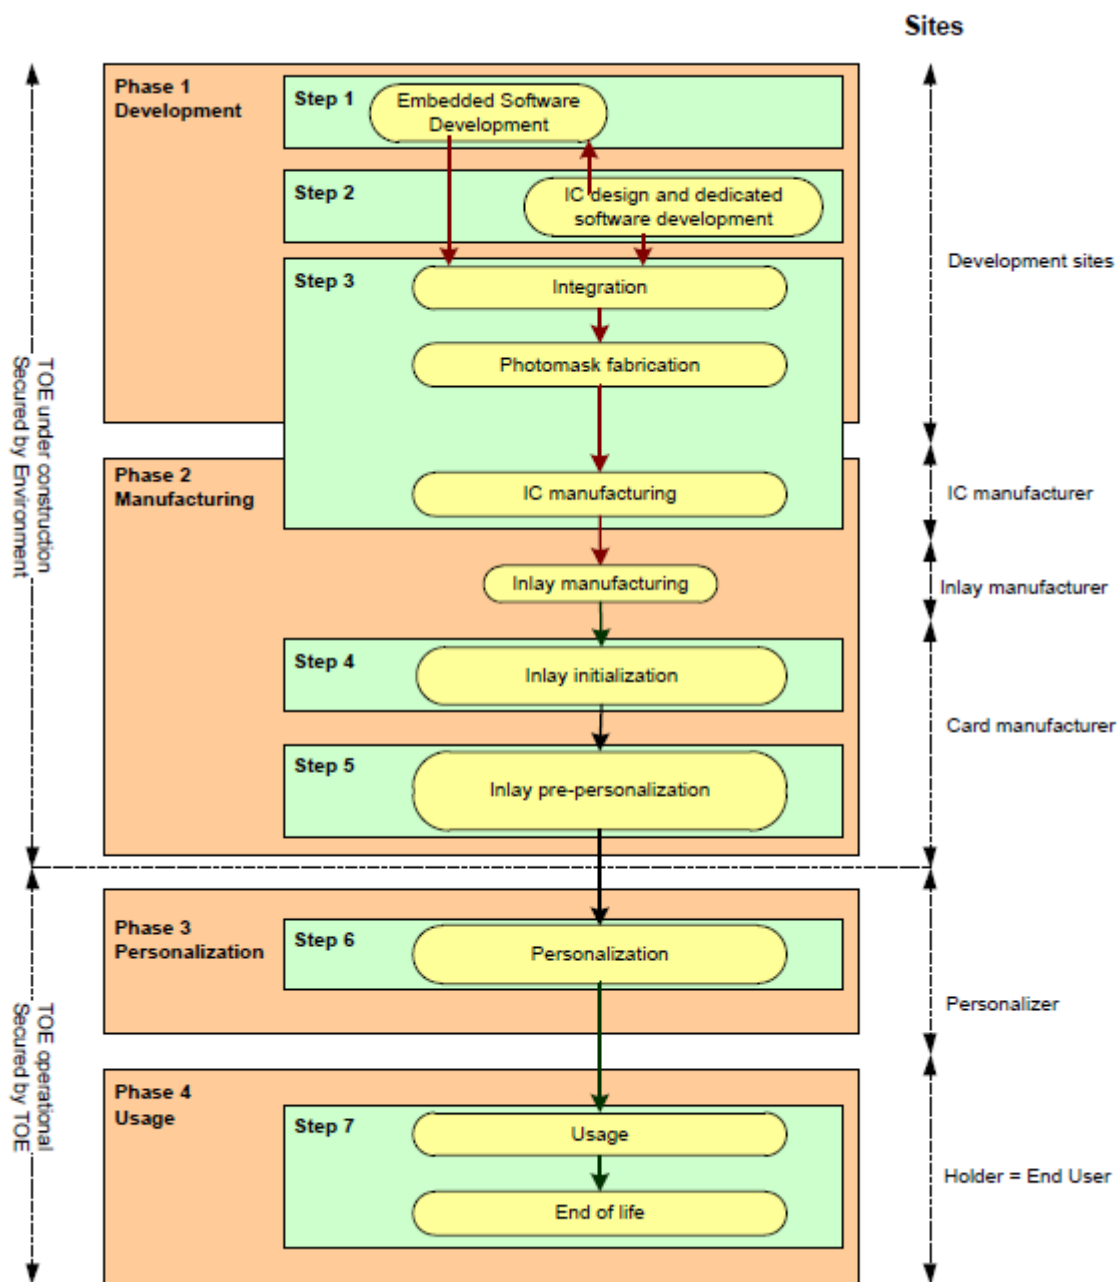 Sites
Phase 1
Development
Step 1
Embedded Software
Development
Step 2
IC design and dedicated
software development
Step 3
Integration
Photomask fabrication
Development sites
TOE under construction
Secured by Environment
Phase 2
Manufacturing
IC manufacturing
IC manufacturer
Inlay manufacturing
Inlay manufacturer
Step 4
Inlay initialization
Card manufacturer
Step 5
Inlay pre-personalization
Phase 3
Personalization
Step 6
Personalization
Personalizer
TOE operational
Secured by TOE
Phase 4
Usage
Step 7
Usage
End of life
Holder = End User